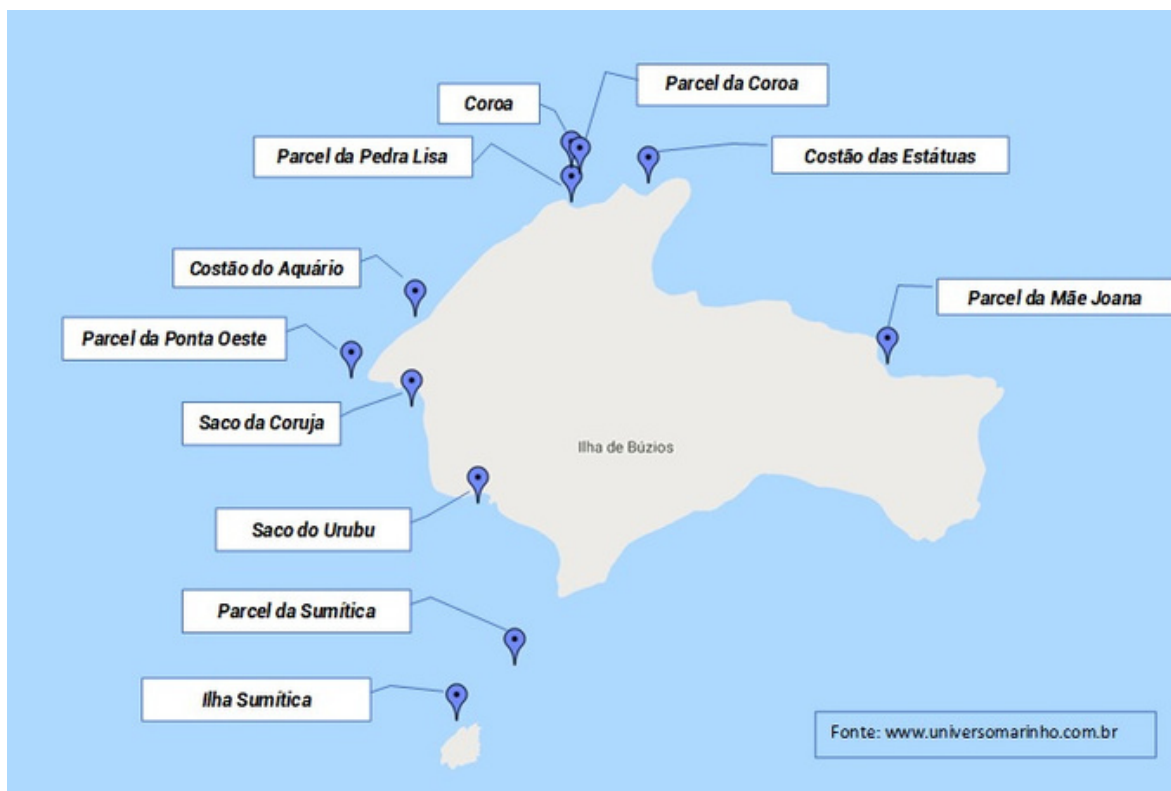 Parcel da Coroa
Coroa
Parcel da Pedra Lisa
Costão das Estátuas
Costão do Aquário
Parcel da Mãe Joana
Parcel da Ponta Oeste
Saco da Coruja
Ilha de Búzios
Saco do Urubu
Parcel da Sumítica
Ilha Sumítica
Fonte: www.universomarinho.com.br